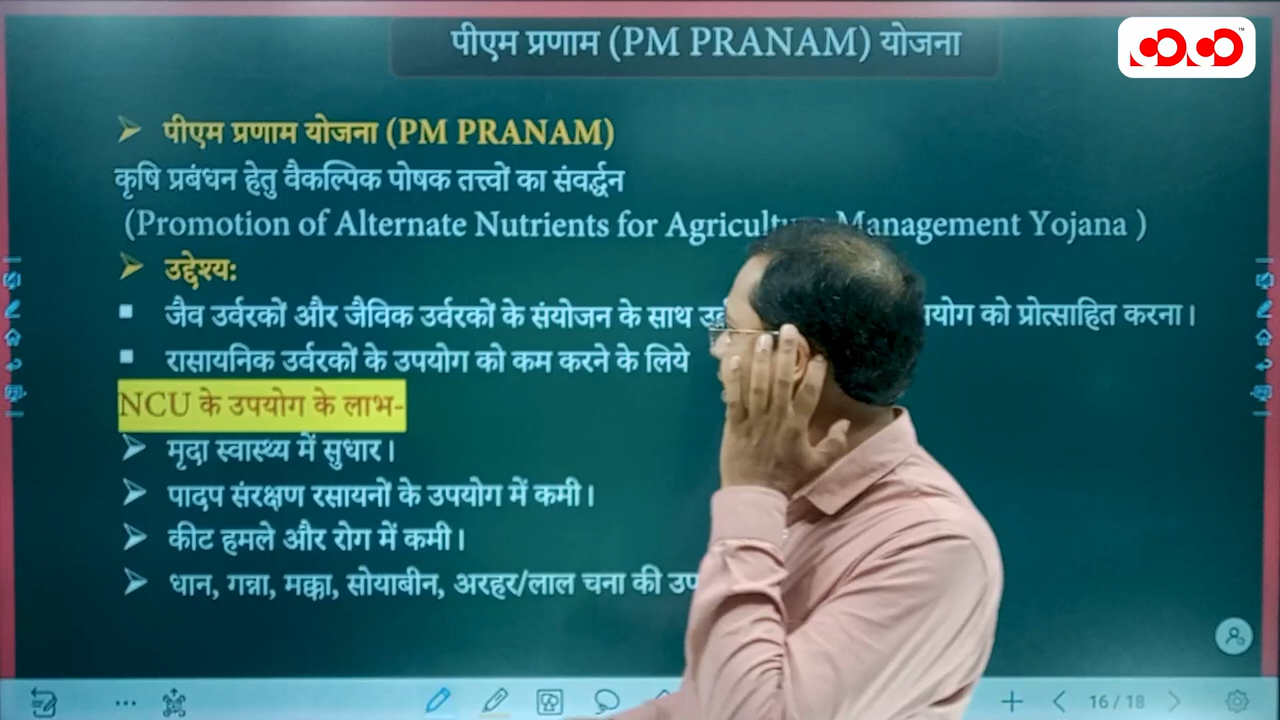 पीएम प्रणाम (PM PRANAM) योजना
पीएम प्रणाम योजना (PM PRANAM)
कृषि प्रबंधन हेतु वैकल्पिक पोषक तत्त्वों का संवर्द्धन
(Promotion of Alternate Nutrients for Management Yojana )
उद्देश्य:
जैव उर्वरकों और जैविक उर्वरकों के संयोजन के साथ को प्रोत्साहित करना।
रासायनिक उर्वरकों के उपयोग को कम करने के लिये
NCU के उपयोग के लाभ-
मृदा स्वास्थ्य में सुधार।
पादप संरक्षण रसायनों के उपयोग में कमी।
कीट हमले और रोग में कमी।
धान, गन्ना, मक्का, सोयाबीन, अरहर/लाल चना की
16 / 18